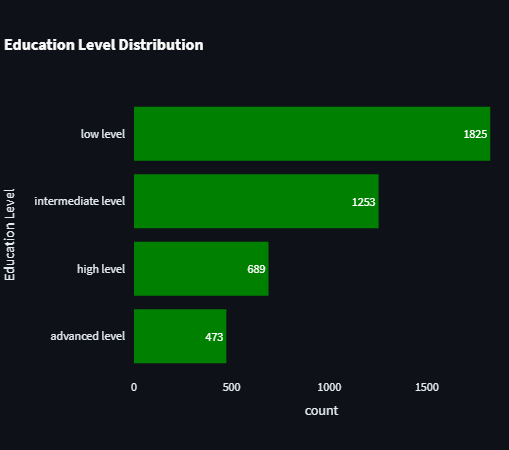 Education Level Distribution
low level 1825
intermediate level 1253
high level 689
advanced level 473
Education Level
0 500 1000 1500
count